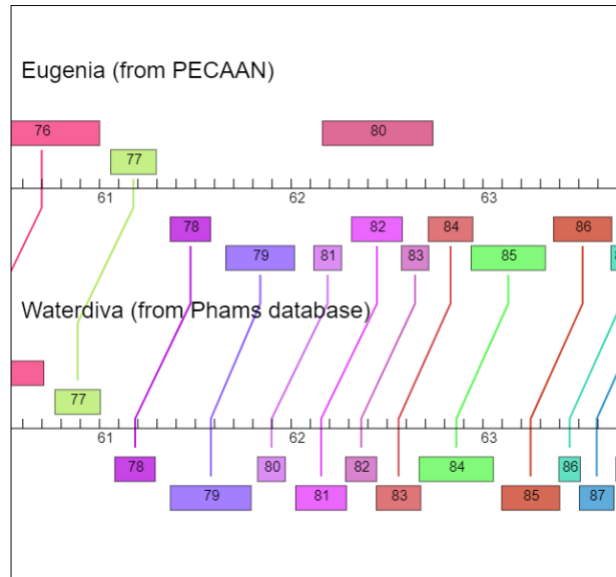 Eugenia (from PECAAN)
76 80
77
61 62 63
78 82 84 86
79 81 83 85
Waterdiva (from Phams database)
77
61 62 63
78 80 82 84 86
79 81 83 85 87